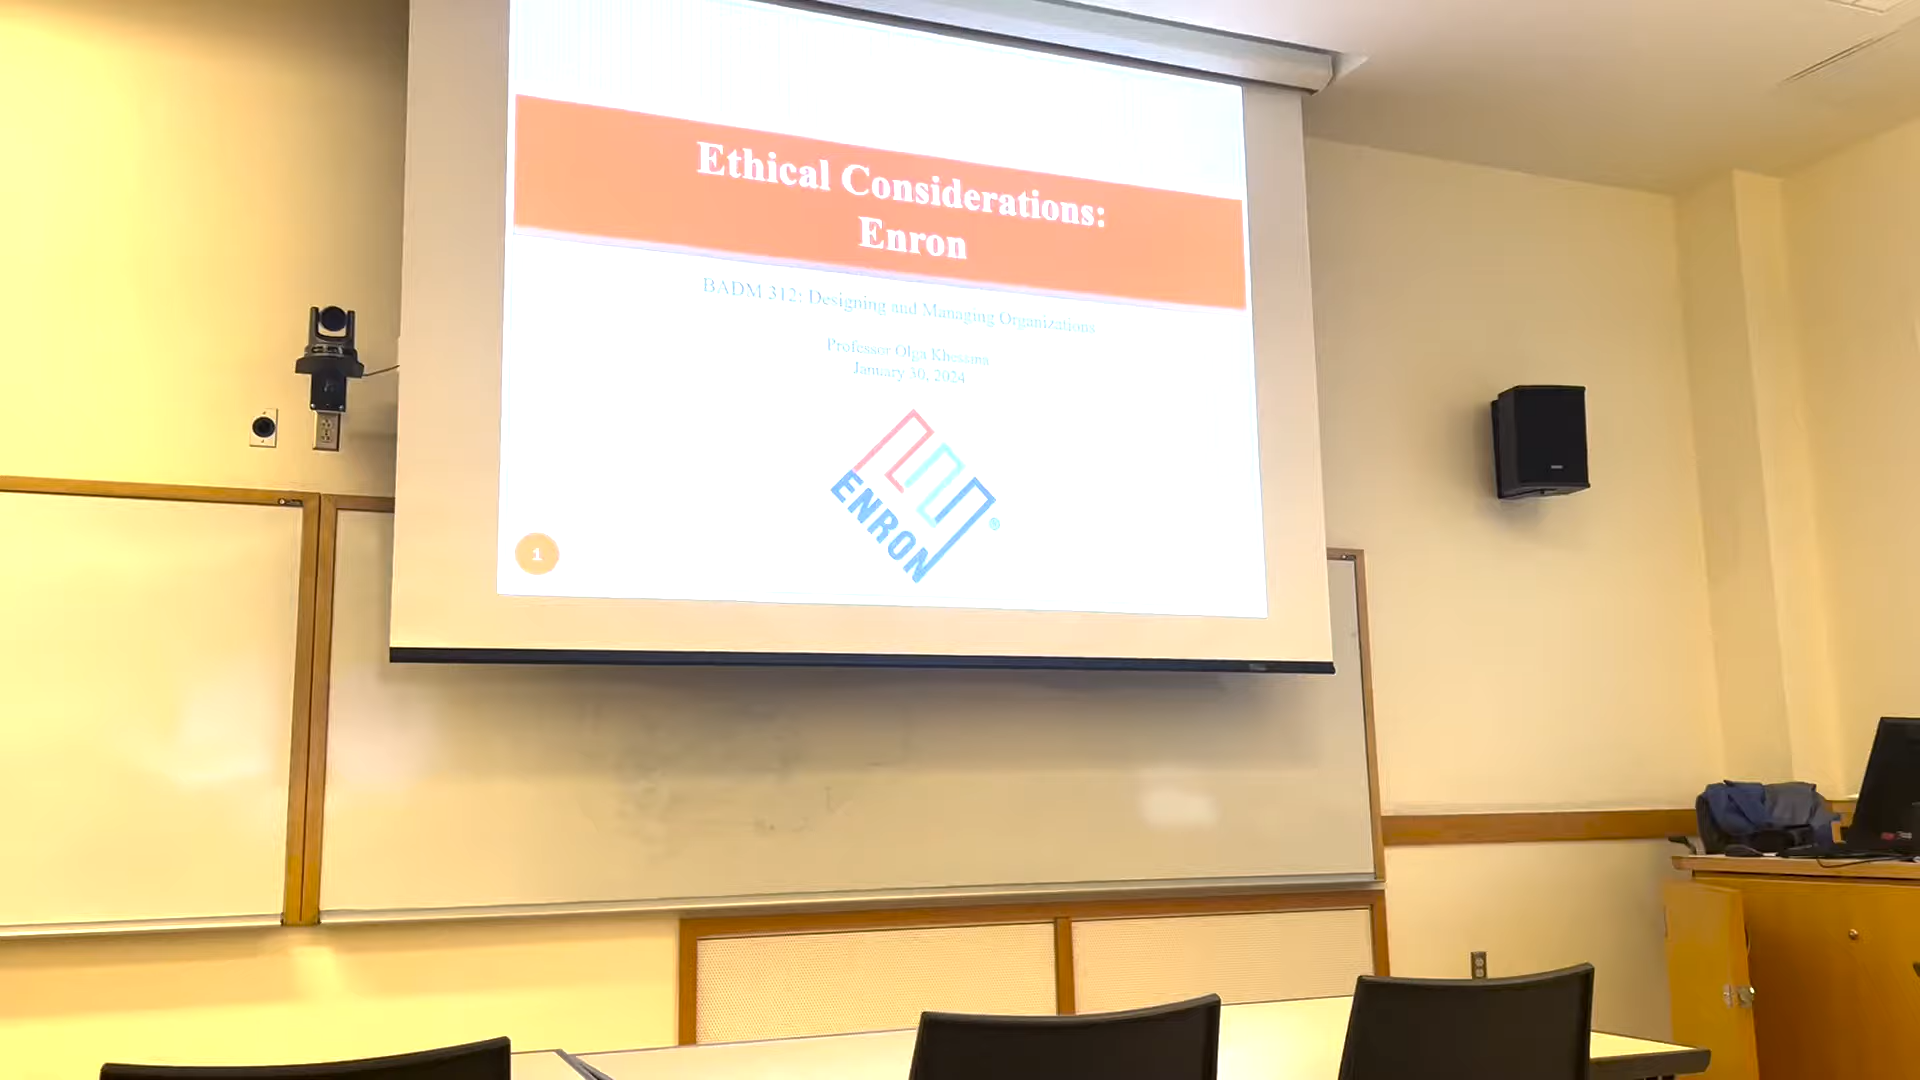 Ethical Considerations:
Enron
BADM 312: Designing and Managing Organizations
Professor Olga
January 30, 2024
ENRON
®
1